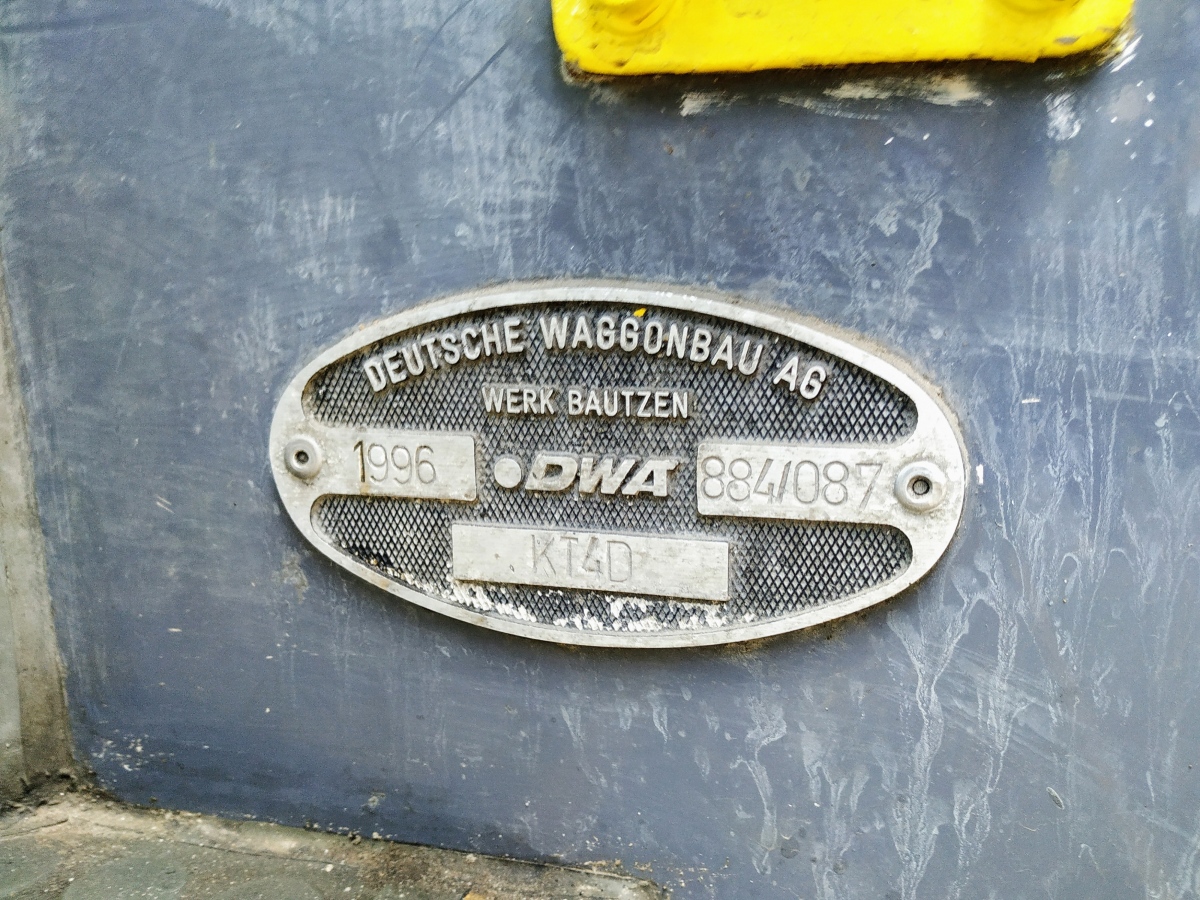 DEUTSCHE WAGGONBAU AG
WERK BAUTZEN
1996 DWA 884/087
KT4D